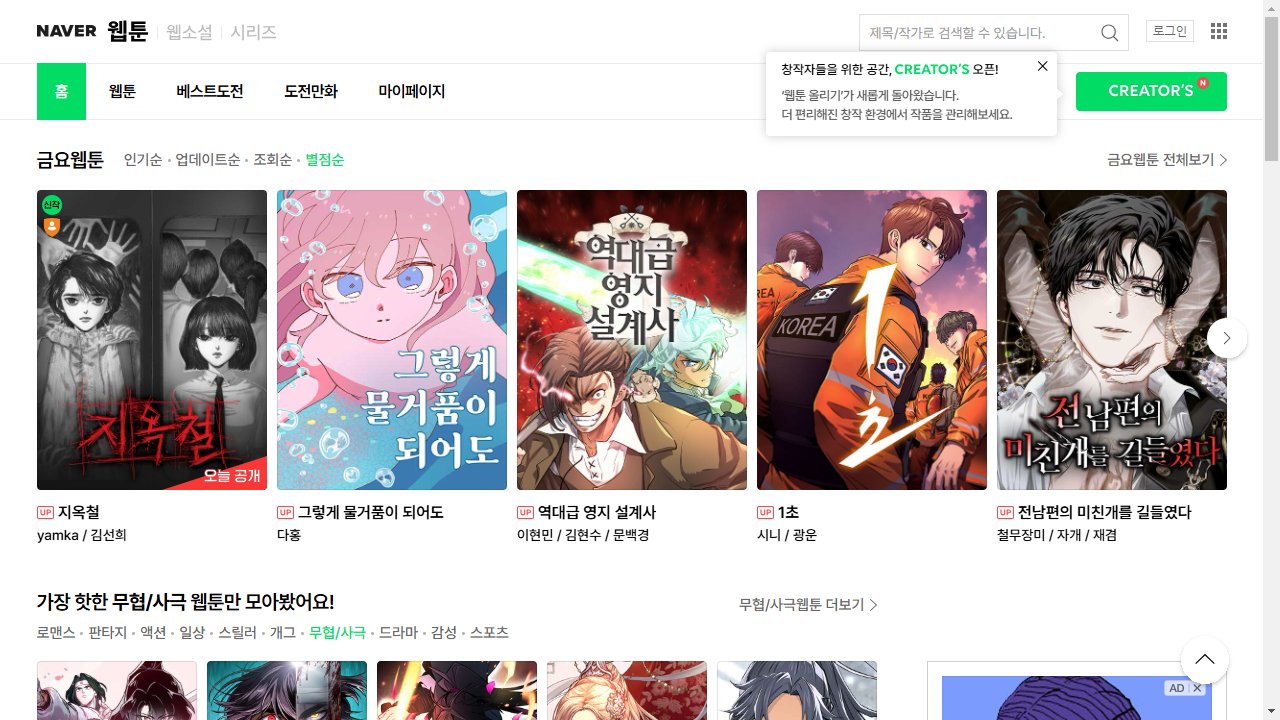 NAVER 웹툰 웹소설 시리즈
제목/작가로 검색할 수 있습니다.
로그인
홈 웹툰 베스트도전 도전만화 마이페이지
창작자들을 위한 공간, CREATOR'S 오픈!
'웹툰 올리기'가 새롭게 돌아왔습니다.
더 편리해진 창작 환경에서 작품을 관리해보세요.
CREATOR'S N
금요웹툰 인기순 업데이트순 조회순 별점순
금요웹툰 전체보기
신작
지옥철
오늘 공개
그렇게
물거품이
되어도
역대급
영지
설계사
REA
KOREA
1초
전남편의
미친개를 길들였다
UP 지옥철
yamka / 김선희
UP 그렇게 물거품이 되어도
다홍
UP 역대급 영지 설계사
이현민 / 김현수 / 문백경
UP 1초
시니 / 광운
UP 전남편의 미친개를 길들였다
철무장미 / 자개 / 재겸
가장 핫한 무협/사극 웹툰만 모아봤어요!
무협/사극웹툰 더보기
로맨스 판타지 액션 일상 스릴러 개그 무협/사극 드라마 감성 스포츠
AD